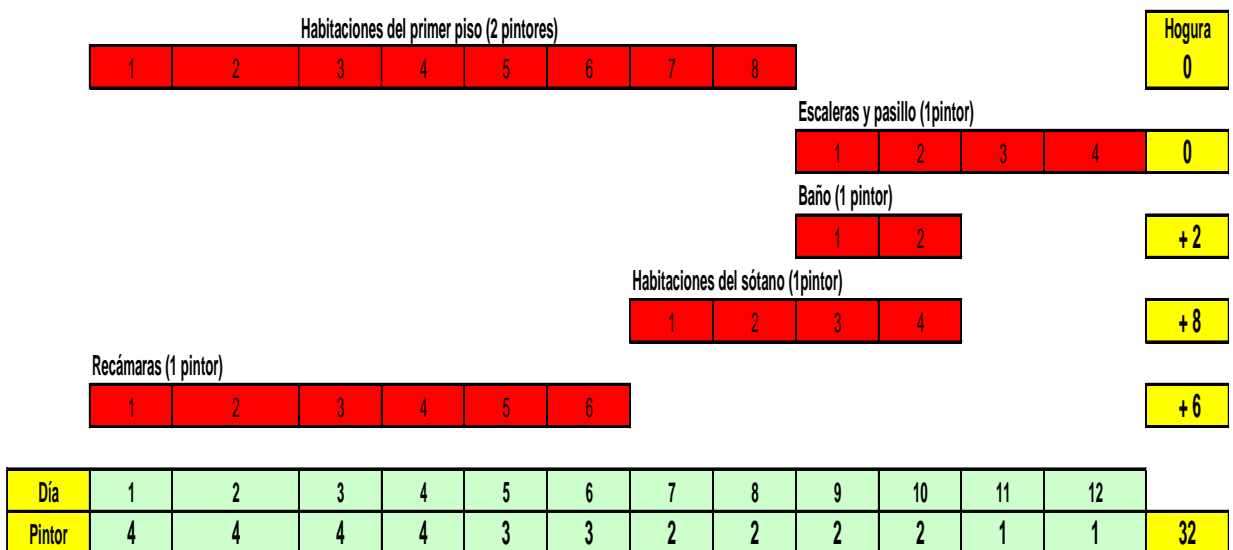 Habitaciones del primer piso (2 pintores) Hogura
1 2 3 4 5 6 7 8 0
Escaleras y pasillo (1pintor)
1 2 3 4 0
Baño (1 pintor)
1 2 + 2
Habitaciones del sótano (1pintor)
1 2 3 4 + 8
Recámaras (1 pintor)
1 2 3 4 5 6 + 6
Día 1 2 3 4 5 6 7 8 9 10 11 12
Pintor 4 4 4 4 3 3 2 2 2 2 1 1 32